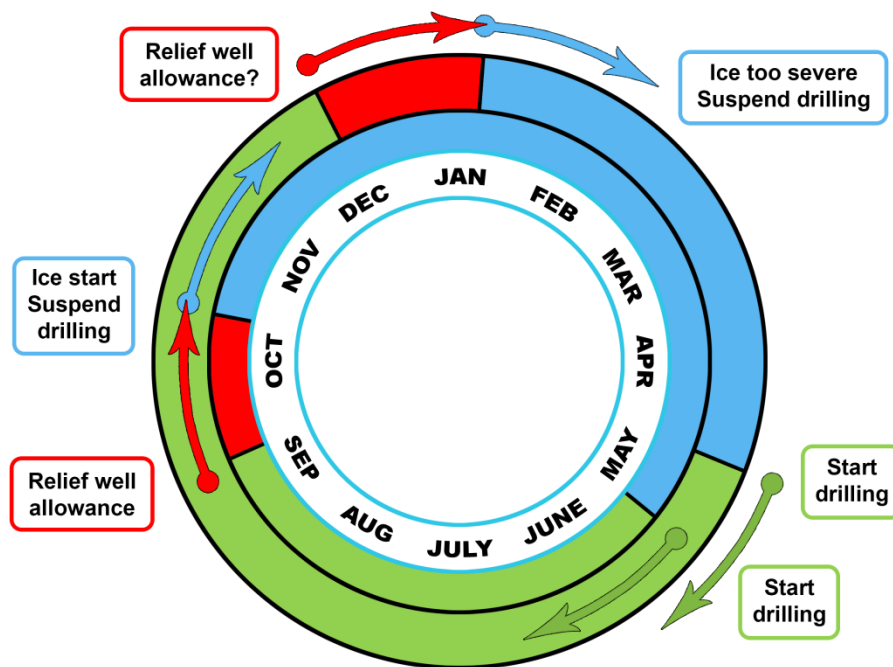 Relief well
allowance?
Ice too severe
Suspend drilling
JAN
FEB
MAR
APR
MAY
JUNE
JULY
AUG
SEP
OCT
NOV
DEC
Ice start
Suspend
drilling
Relief well
allowance
Start
drilling
Start
drilling